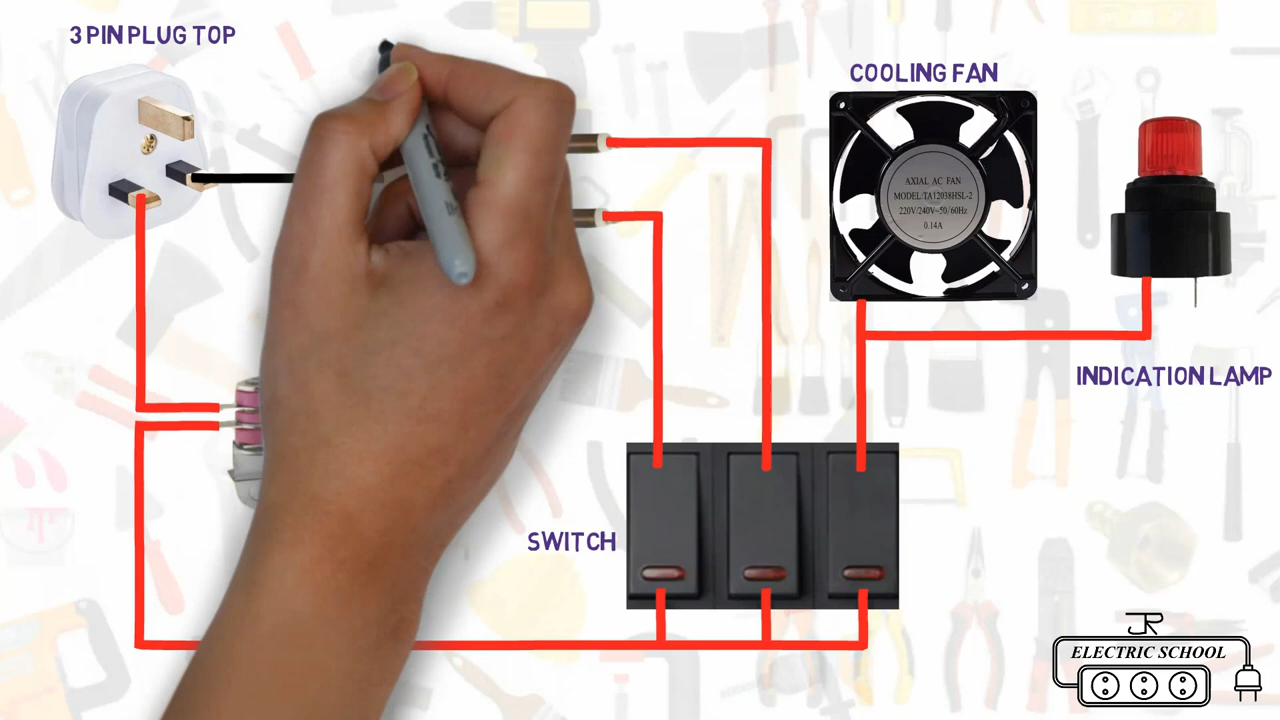 3 PIN PLUG TOP
COOLING FAN
AXIAL AC FAN
MODEL:TA12038HSL-2
220V/240V~50/60Hz
0.14A
INDICATION LAMP
SWITCH
JR
ELECTRIC SCHOOL